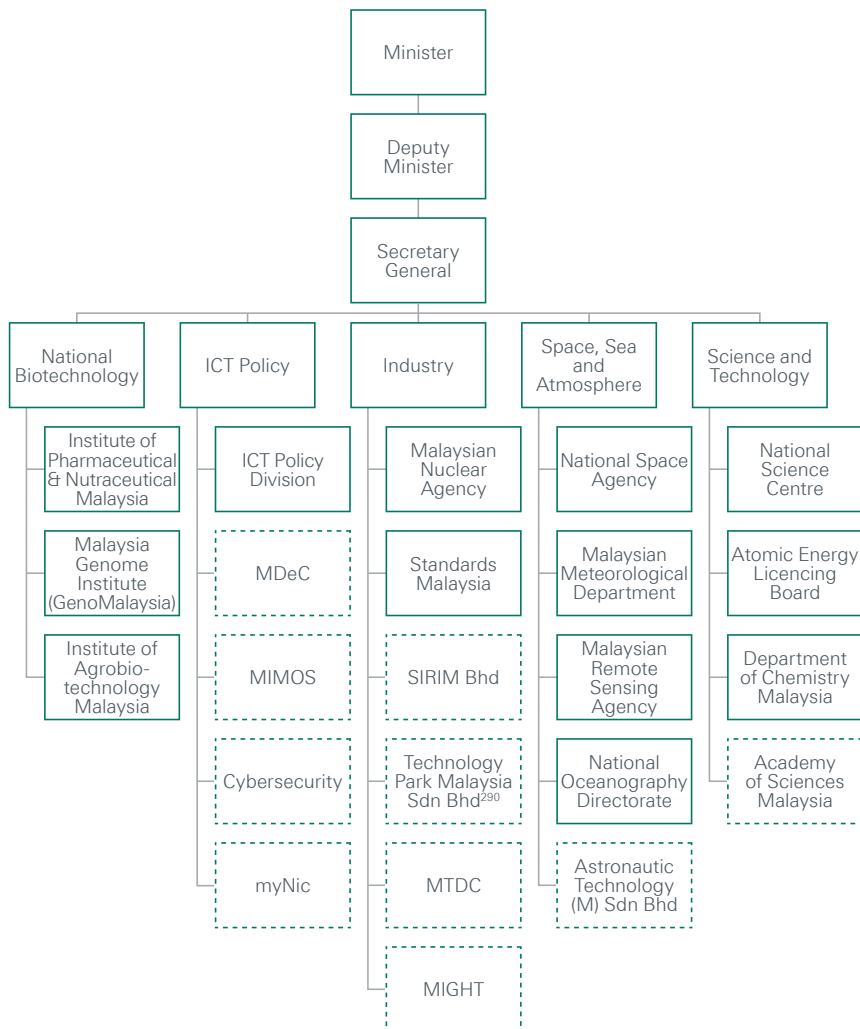 Minister
Deputy
Minister
Secretary
General
National
Biotechnology
ICT Policy
Industry
Space, Sea
and
Atmosphere
Science and
Technology
Institute of
Pharmaceutical
& Nutraceutical
Malaysia
Malaysia
Genome
Institute
(GenoMalaysia)
Institute of
Agrobio-
technology
Malaysia
ICT Policy
Division
MDeC
MIMOS
Cybersecurity
myNic
Malaysian
Nuclear
Agency
Standards
Malaysia
SIRIM Bhd
Technology
Park Malaysia
Sdn Bhd290
MTDC
MIGHT
National Space
Agency
Malaysian
Meteorological
Department
Malaysian
Remote
Sensing
Agency
National
Oceanography
Directorate
Astronautic
Technology
(M) Sdn Bhd
National
Science
Centre
Atomic Energy
Licencing
Board
Department
of Chemistry
Malaysia
Academy
of Sciences
Malaysia